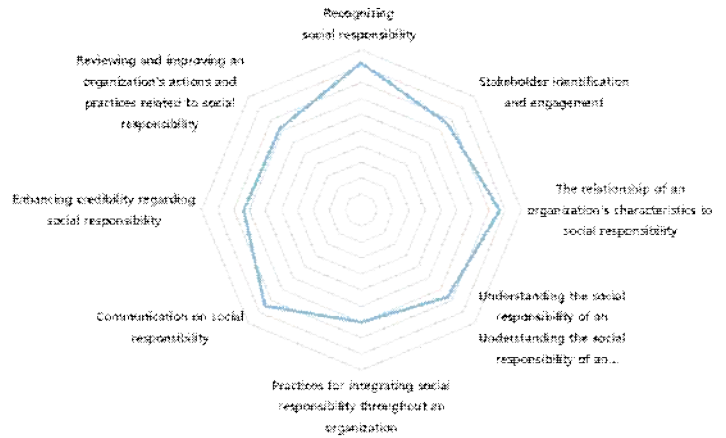 Recognizing
social responsibility
Stakeholder identification
and engagement
The relationship of an
organization's characteristics to
social responsibility
Understanding the social
responsibility of an
Understanding the social
responsibility of an...
Practices for integrating social
responsibility throughout an
organization
Communication on social
responsibility
Enhancing credibility regarding
social responsibility
Reviewing and improving an
organization's actions and
practices related to social
responsibility